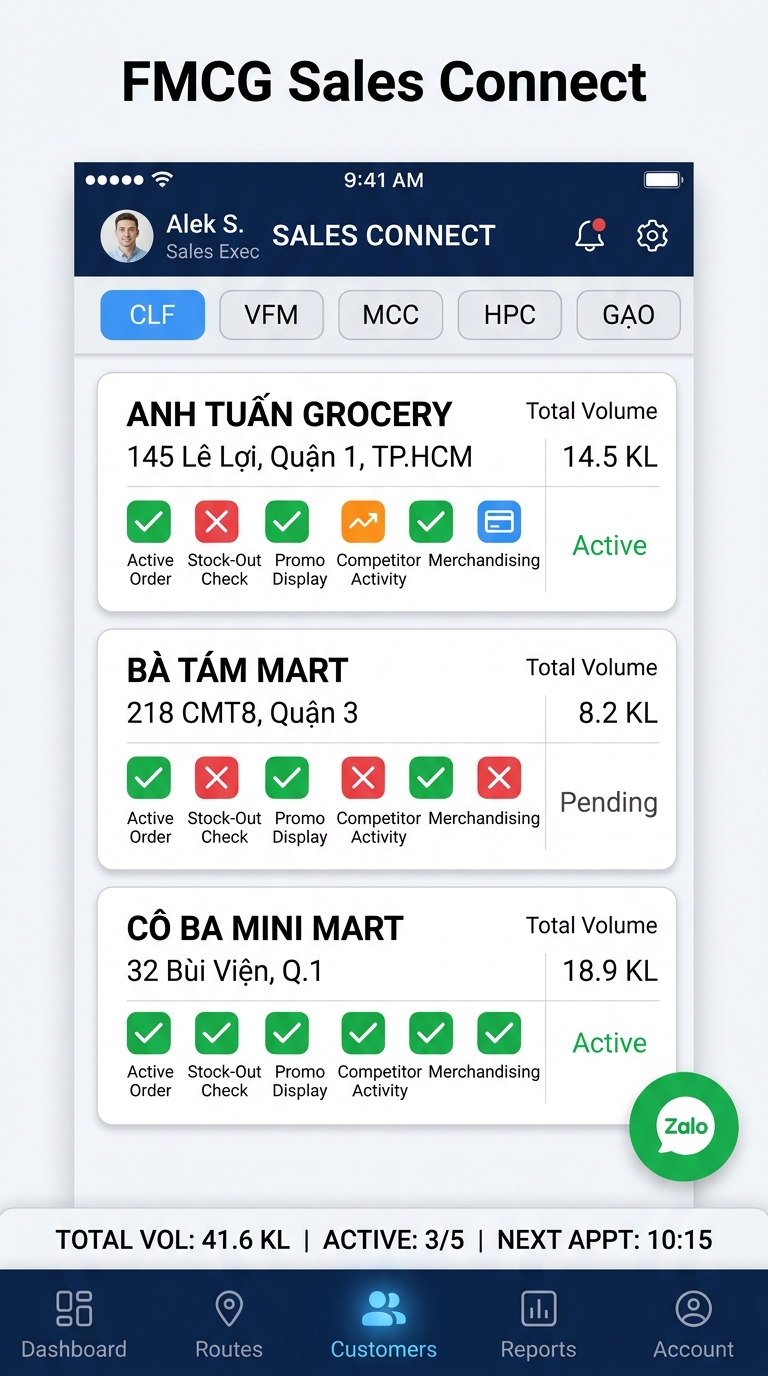 FMCG Sales Connect
9:41 AM
Alek S.
Sales Exec
SALES CONNECT
CLF
VFM
MCC
HPC
GẠO
ANH TUẤN GROCERY
Total Volume
145 Lê Lợi, Quận 1, TP.HCM
14.5 KL
Active
Order
Stock-Out
Check
Promo
Display
Competitor
Activity
Merchandising
Active
BÀ TÁM MART
Total Volume
218 CMT8, Quận 3
8.2 KL
Active
Order
Stock-Out
Check
Promo
Display
Competitor
Activity
Merchandising
Pending
CÔ BA MINI MART
Total Volume
32 Bùi Viện, Q.1
18.9 KL
Active
Order
Stock-Out
Check
Promo
Display
Competitor
Activity
Merchandising
Active
Zalo
TOTAL VOL: 41.6 KL | ACTIVE: 3/5 | NEXT APPT: 10:15
Dashboard
Routes
Customers
Reports
Account